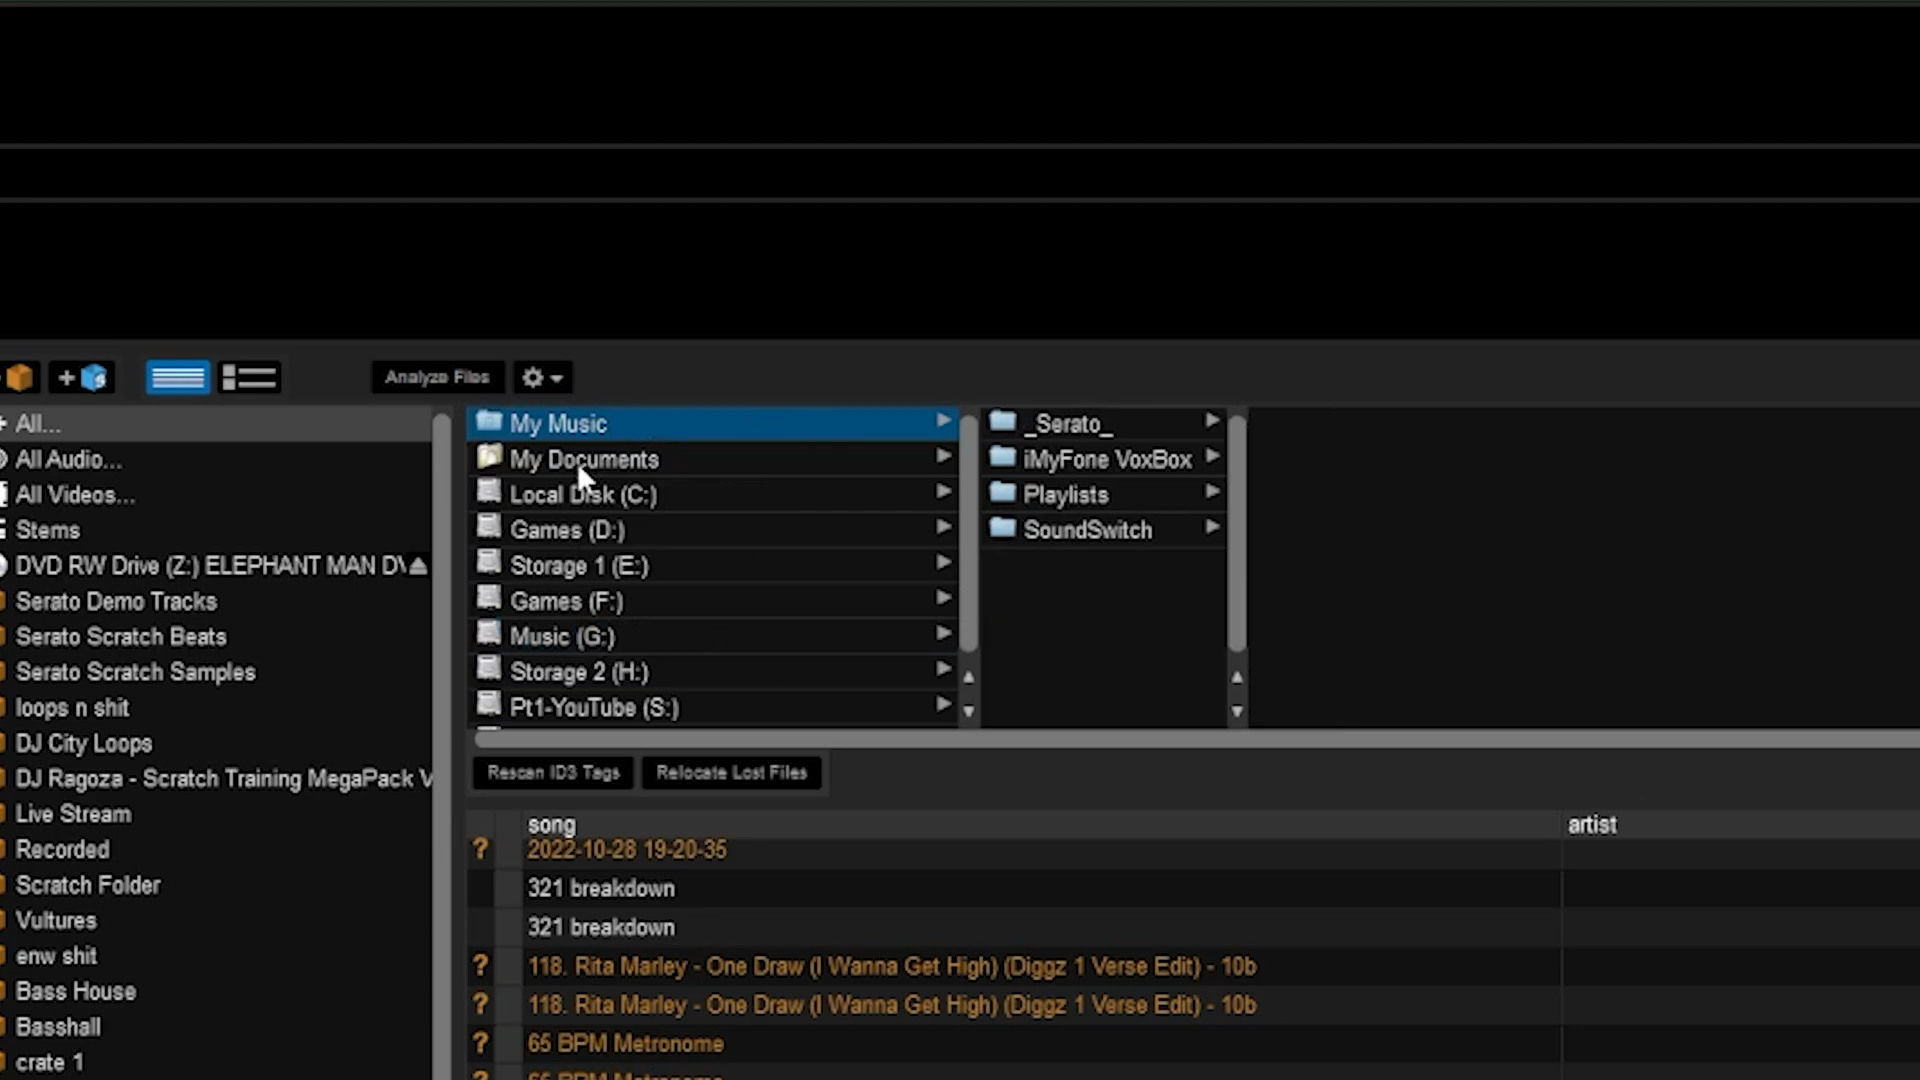 Analyze Files
All...
All Audio...
All Videos...
Stems
DVD RW Drive (Z:) ELEPHANT MAN DV
Serato Demo Tracks
Serato Scratch Beats
Serato Scratch Samples
loops n shit
DJ City Loops
DJ Ragoza - Scratch Training MegaPack V
Live Stream
Recorded
Scratch Folder
Vultures
enw shit
Bass House
Basshall
crate 1
My Music
My Documents
Local Disk (C:)
Games (D:)
Storage 1 (E:)
Games (F:)
Music (G:)
Storage 2 (H:)
Pt1-YouTube (S:)
_Serato_
iMyFone VoxBox
Playlists
SoundSwitch
Rescan ID3 Tags
Relocate Lost Files
song artist
? 2022-10-28 19-20-35
321 breakdown
321 breakdown
? 118. Rita Marley - One Draw (I Wanna Get High) (Diggz 1 Verse Edit) - 10b
? 118. Rita Marley - One Draw (I Wanna Get High) (Diggz 1 Verse Edit) - 10b
? 65 BPM Metronome